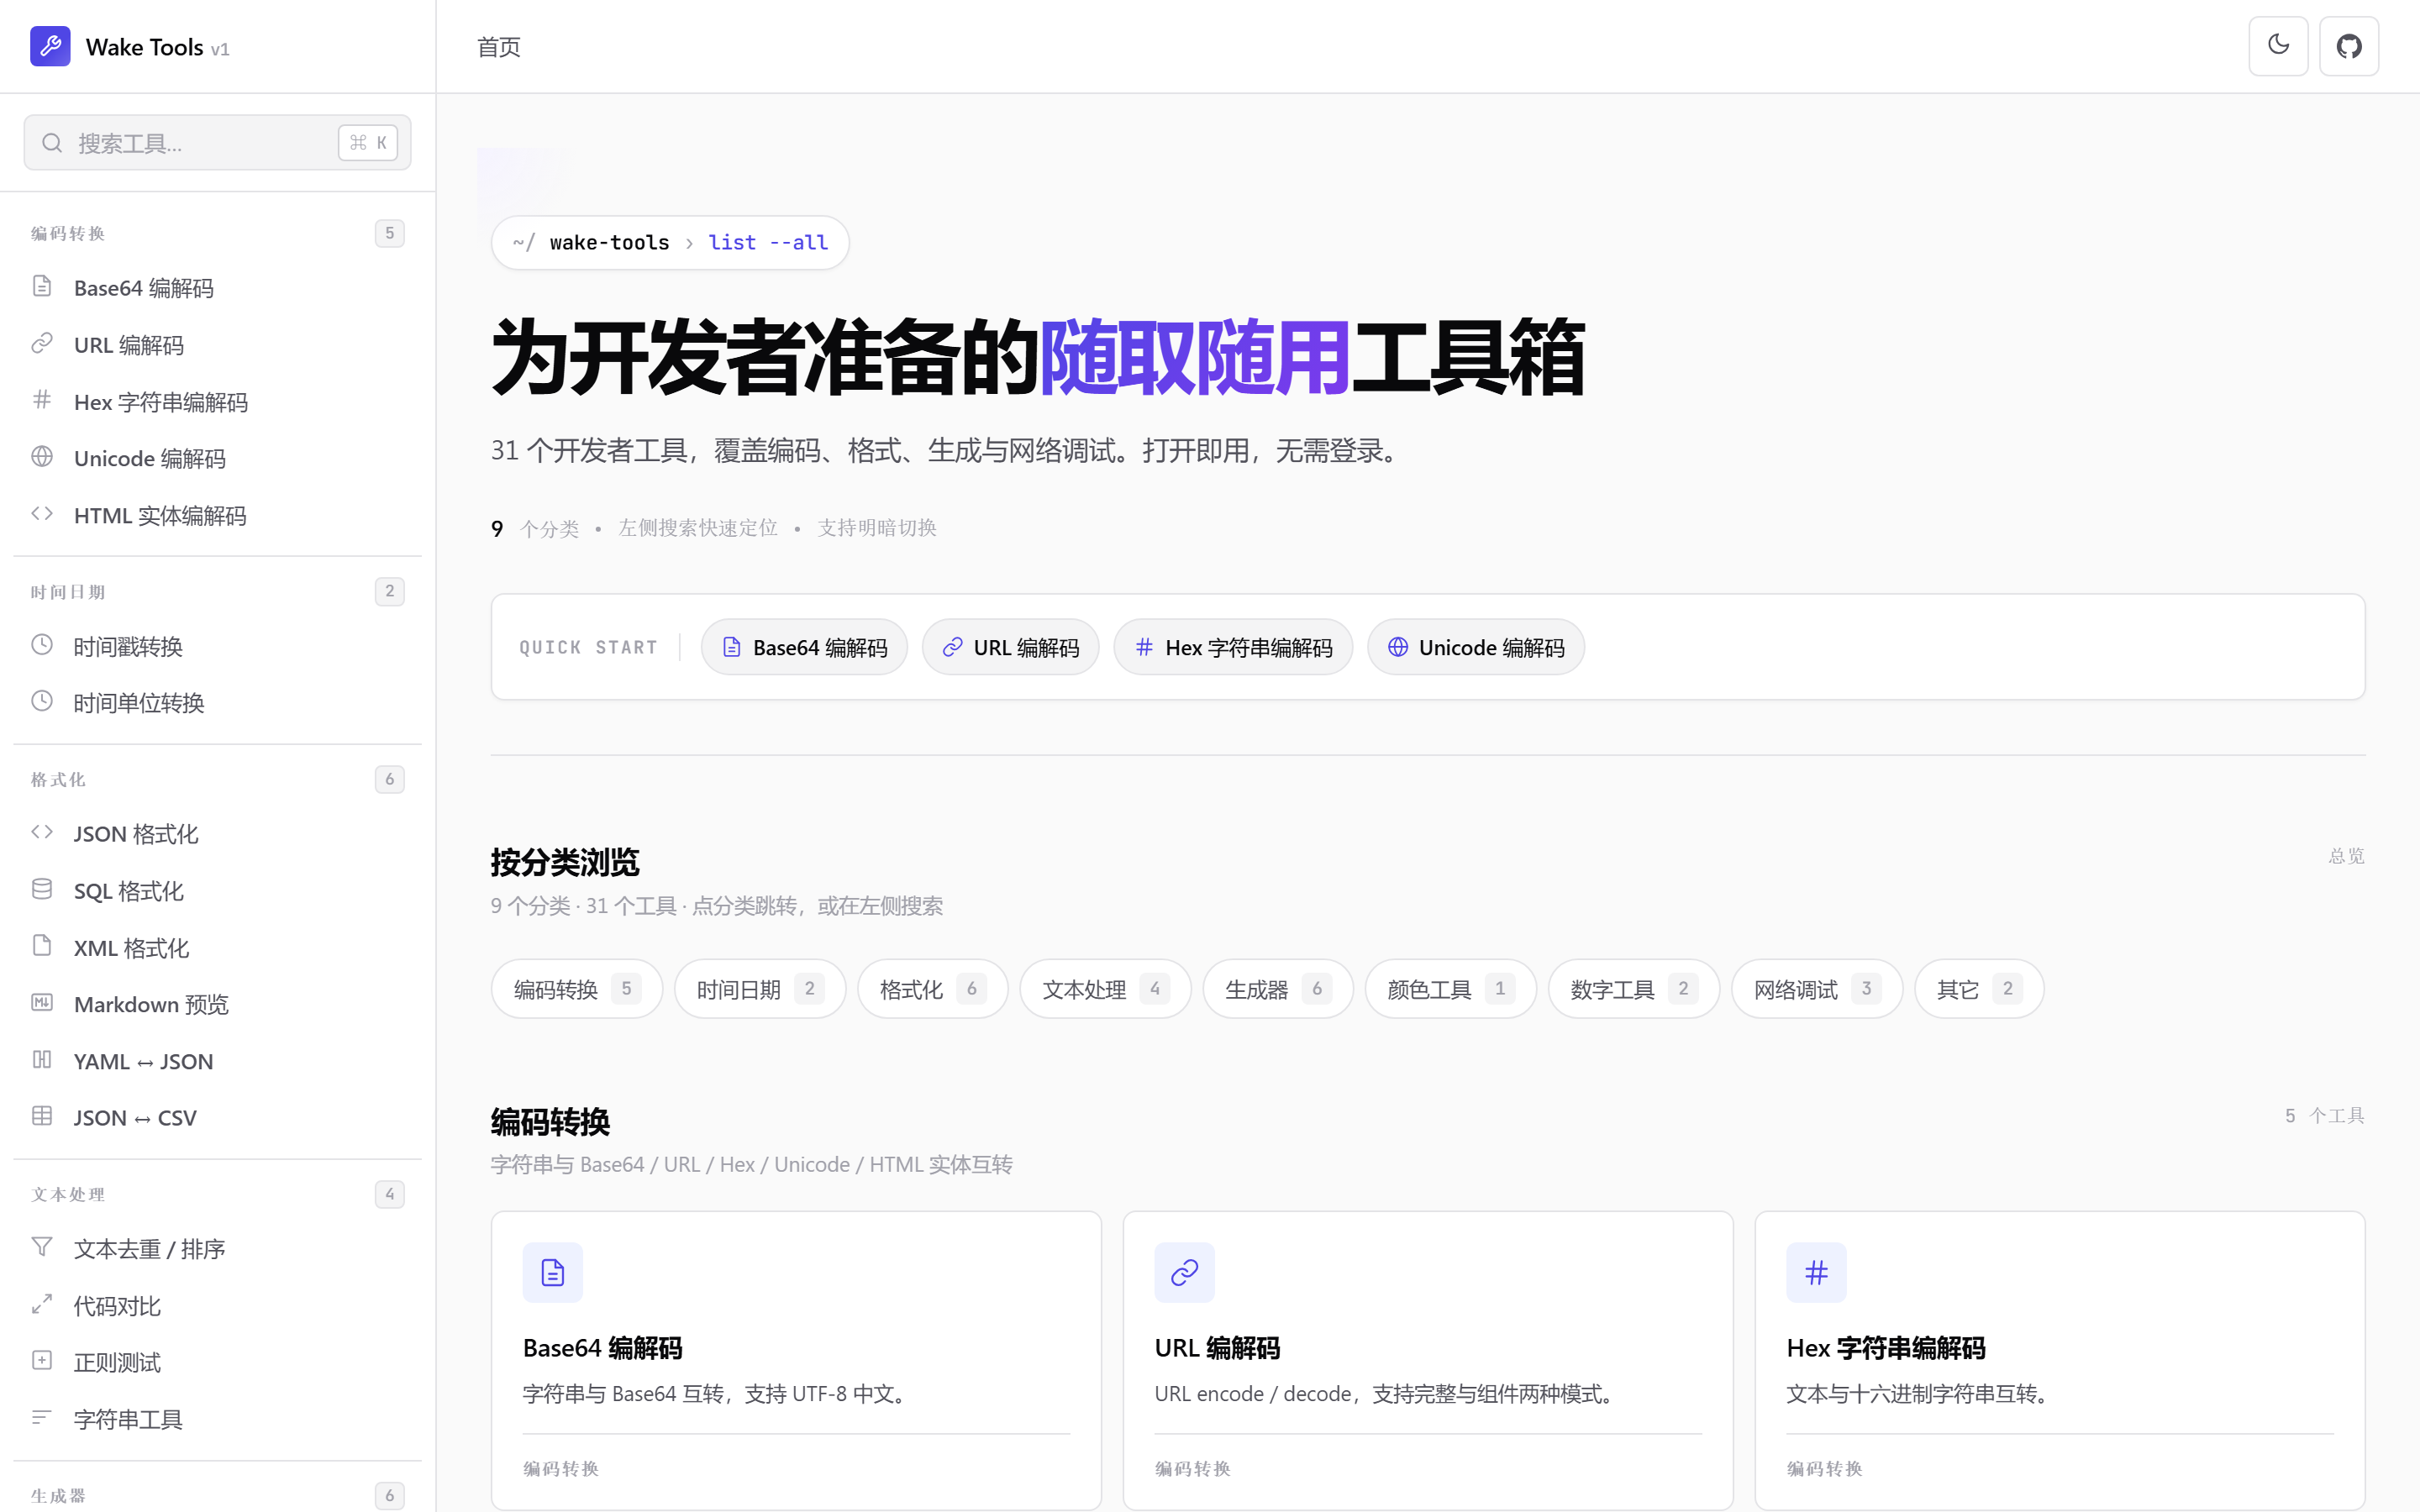 Wake Tools v1
首页
搜索工具...
⌘ K
编码转换 5
Base64 编解码
URL 编解码
Hex 字符串编解码
Unicode 编解码
HTML 实体编解码
时间日期 2
时间戳转换
时间单位转换
格式化 6
JSON 格式化
SQL 格式化
XML 格式化
Markdown 预览
YAML ↔ JSON
JSON ↔ CSV
文本处理 4
文本去重 / 排序
代码对比
正则测试
字符串工具
生成器 6
~/ wake-tools › list --all
为开发者准备的随取随用工具箱
31 个开发者工具，覆盖编码、格式、生成与网络调试。打开即用，无需登录。
9 个分类 • 左侧搜索快速定位 • 支持明暗切换
QUICK START
Base64 编解码
URL 编解码
Hex 字符串编解码
Unicode 编解码
按分类浏览
总览
9 个分类 · 31 个工具 · 点分类跳转，或在左侧搜索
编码转换 5
时间日期 2
格式化 6
文本处理 4
生成器 6
颜色工具 1
数字工具 2
网络调试 3
其它 2
编码转换
5 个工具
字符串与 Base64 / URL / Hex / Unicode / HTML 实体互转
Base64 编解码
字符串与 Base64 互转，支持 UTF-8 中文。
编码转换
URL 编解码
URL encode / decode，支持完整与组件两种模式。
编码转换
Hex 字符串编解码
文本与十六进制字符串互转。
编码转换